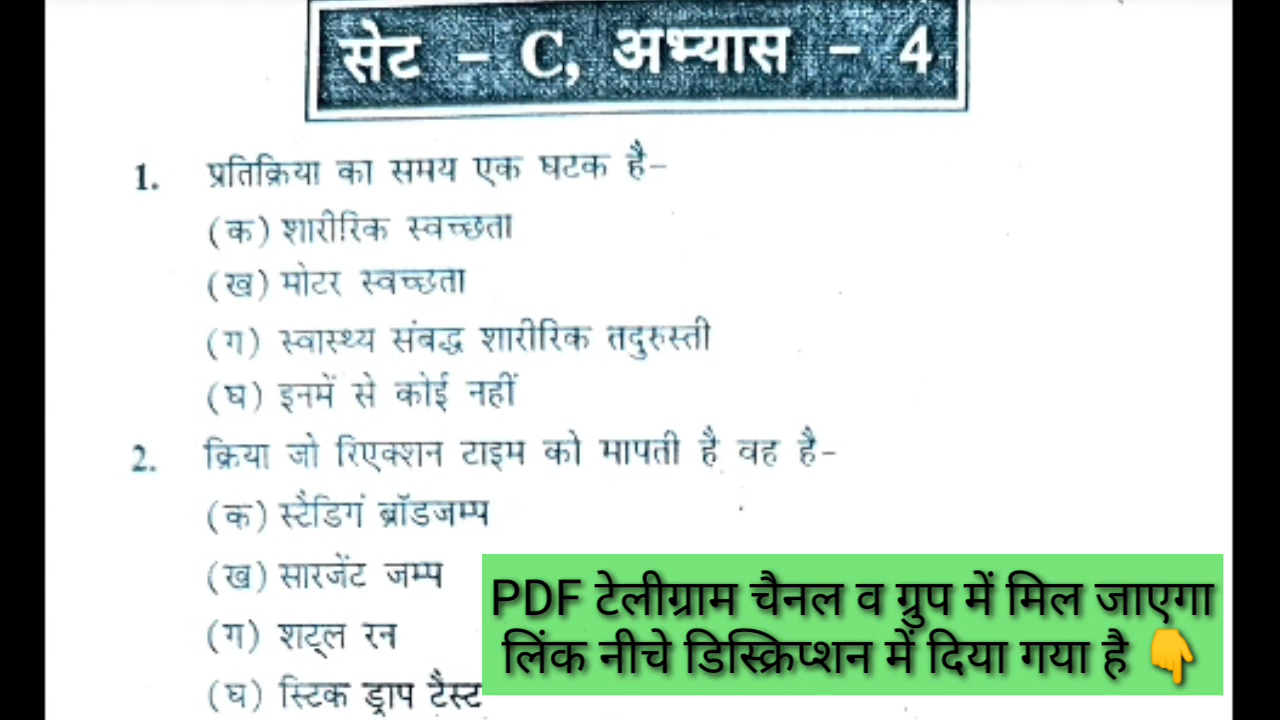 सेट - C, अभ्यास - 4
1. प्रतिक्रिया का समय एक घटक है-
(क) शारीरिक स्वच्छता
(ख) मोटर स्वच्छता
(ग) स्वास्थ्य संबद्ध शारीरिक तदुरुस्ती
(घ) इनमें से कोई नहीं
2. क्रिया जो रिएक्शन टाइम को मापती है वह है-
(क) स्टैडिगं ब्रॉडजम्प
(ख) सारजेंट जम्प
(ग) शट्ल रन
(घ) स्टिक ड्राप टैस्ट
PDF टेलीग्राम चैनल व ग्रुप में मिल जाएगा
लिंक नीचे डिस्क्रिप्शन में दिया गया है 👇